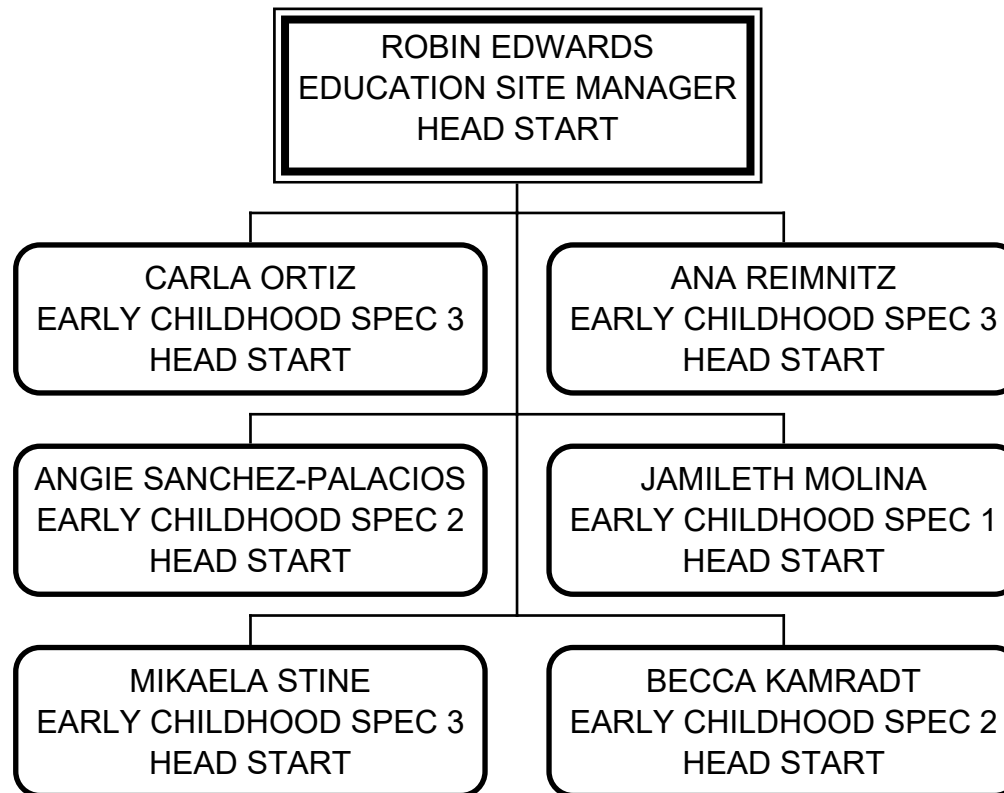 ROBIN EDWARDS
EDUCATION SITE MANAGER
HEAD START
CARLA ORTIZ
EARLY CHILDHOOD SPEC 3
HEAD START
ANA REIMNITZ
EARLY CHILDHOOD SPEC 3
HEAD START
ANGIE SANCHEZ-PALACIOS
EARLY CHILDHOOD SPEC 2
HEAD START
JAMILETH MOLINA
EARLY CHILDHOOD SPEC 1
HEAD START
MIKAELA STINE
EARLY CHILDHOOD SPEC 3
HEAD START
BECCA KAMRADT
EARLY CHILDHOOD SPEC 2
HEAD START